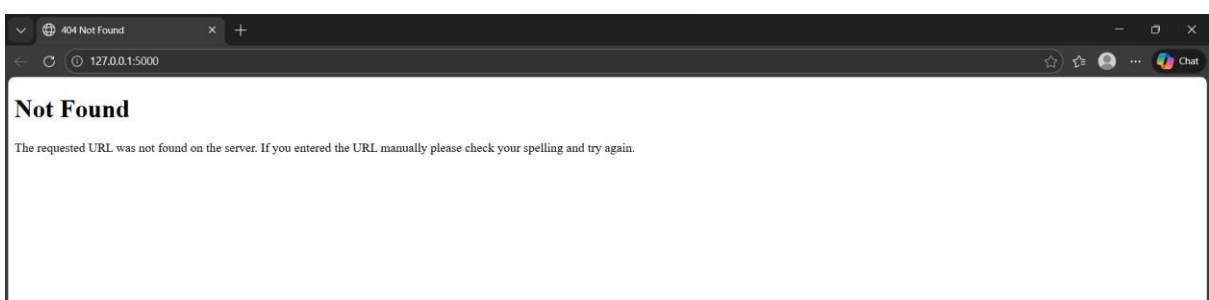 404 Not Found
127.0.0.1:5000
Chat
Not Found
The requested URL was not found on the server. If you entered the URL manually please check your spelling and try again.